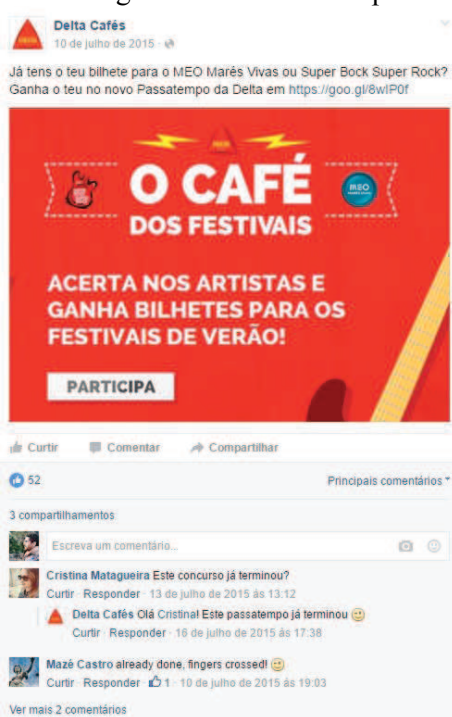 Delta Cafés
10 de julho de 2015 ·
Já tens o teu bilhete para o MEO Marés Vivas ou Super Bock Super Rock?
Ganha o teu no novo Passatempo da Delta em https://goo.gl/8wIP0f
O CAFÉ
DOS FESTIVAIS
MEO
ACERTA NOS ARTISTAS E
GANHA BILHETES PARA OS
FESTIVAIS DE VERÃO!
PARTICIPA
Curtir Comentar Compartilhar
52 Principais comentários
3 compartilhamentos
Escreva um comentário...
Cristina Matagueira Este concurso já terminou?
Curtir · Responder · 13 de julho de 2015 às 13:12
Delta Cafés Olá Cristina! Este passatempo já terminou
Curtir · Responder · 16 de julho de 2015 às 17:38
Mazé Castro already done, fingers crossed!
Curtir · Responder · 1 · 10 de julho de 2015 às 19:03
Ver mais 2 comentários